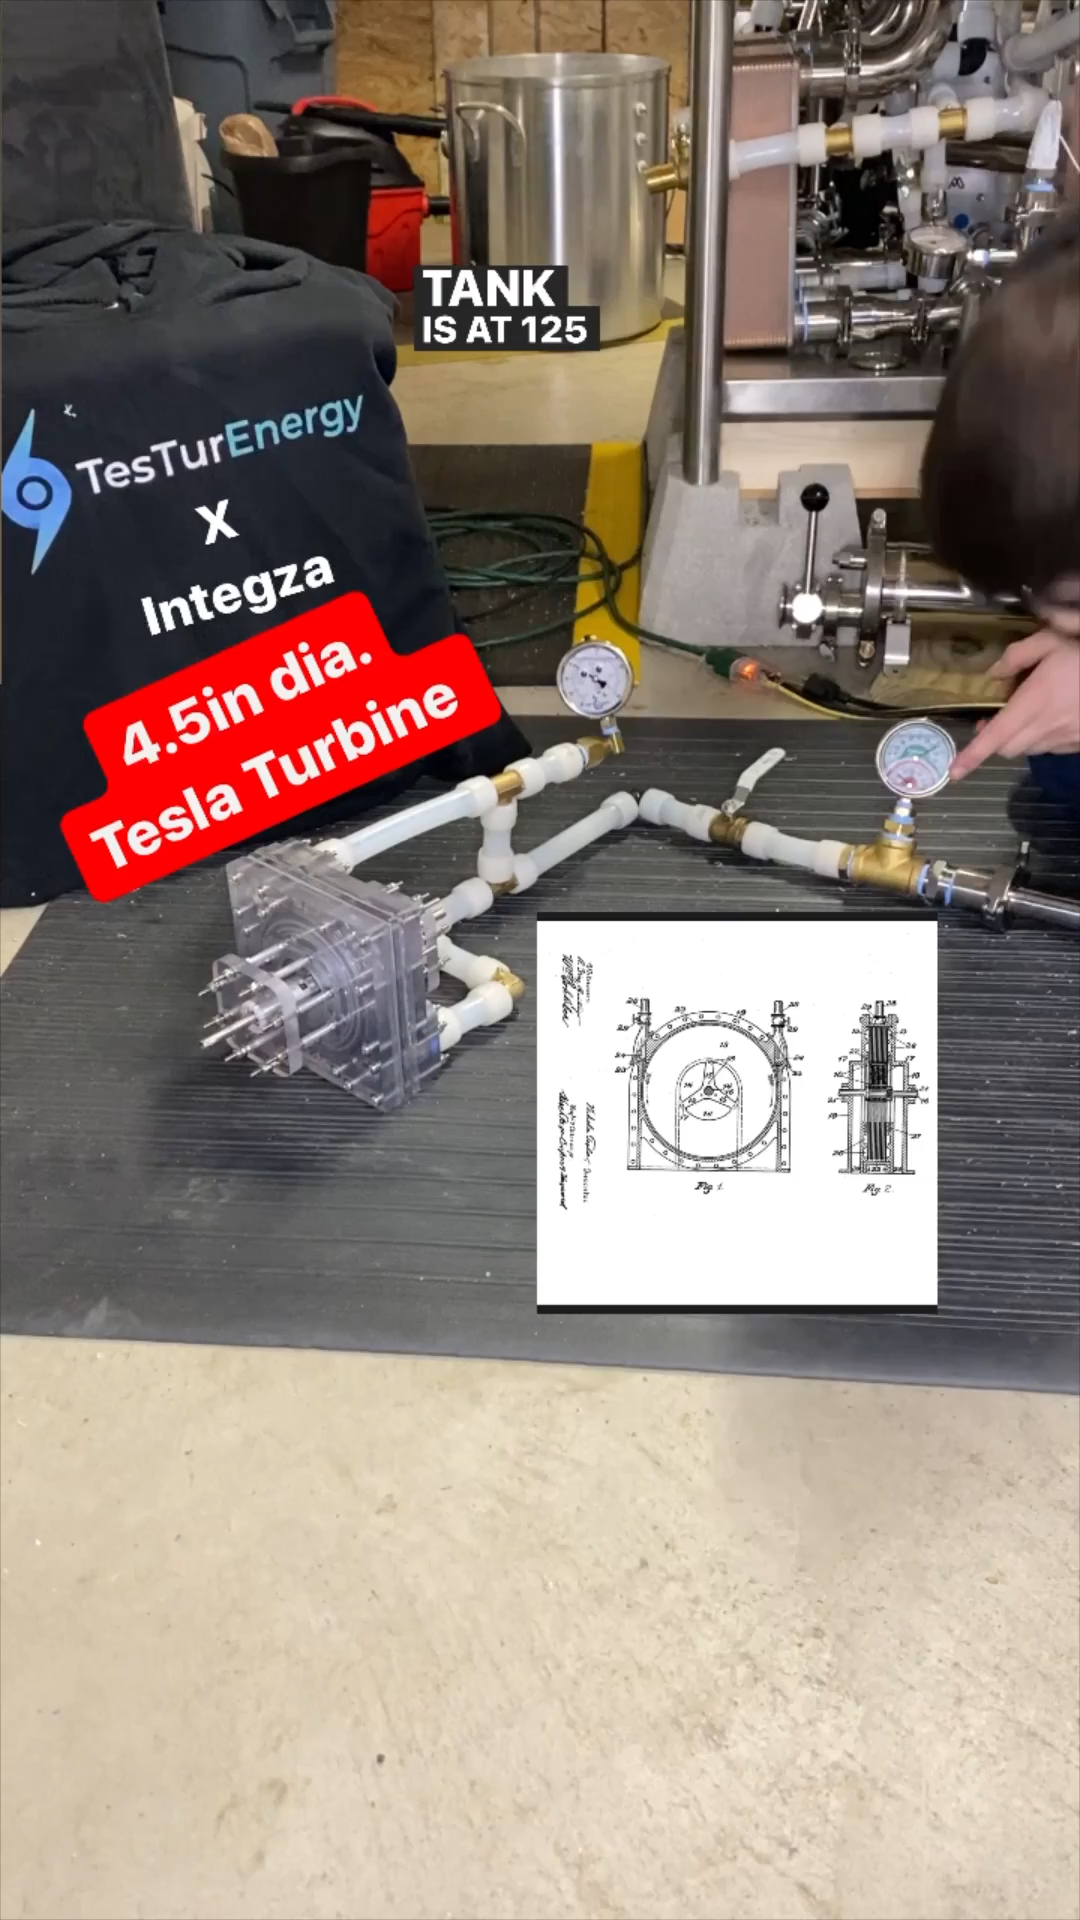 TANK
IS AT 125
TesTurEnergy
X
Integza
4.5in dia.
Tesla Turbine
Fig. 1.
Fig. 2.